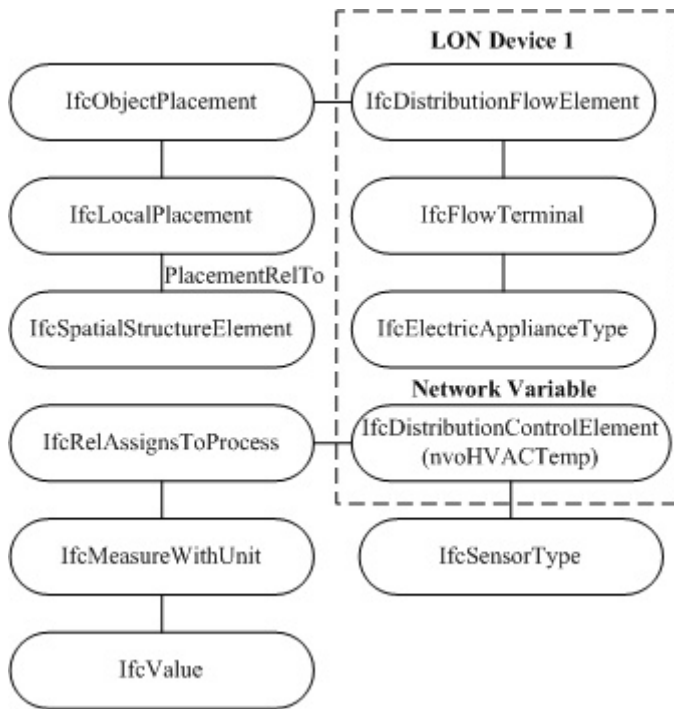 LON Device 1
IfcObjectPlacement
IfcDistributionFlowElement
IfcLocalPlacement
IfcFlowTerminal
PlacementRelTo
IfcSpatialStructureElement
IfcElectricApplianceType
Network Variable
IfcRelAssignsToProcess
IfcDistributionControlElement
(nvoHVACTemp)
IfcMeasureWithUnit
IfcSensorType
IfcValue